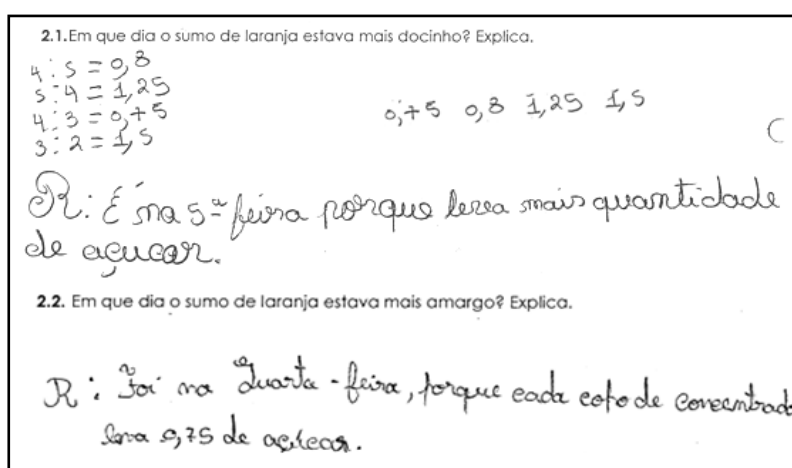 2.1.Em que dia o sumo de laranja estava mais docinho? Explica.
4 : 5 = 0,8
5 : 4 = 1,25
4 : 3 = 0,75
3 : 2 = 1,5
0,75 0,8 1,25 1,5
C
R: É na 5ª feira porque levea mais quantidade
de açucar.
2.2. Em que dia o sumo de laranja estava mais amargo? Explica.
R: Foi na Quarta-feira, porque cada copo de concentrado
leva 0,75 de açucar.